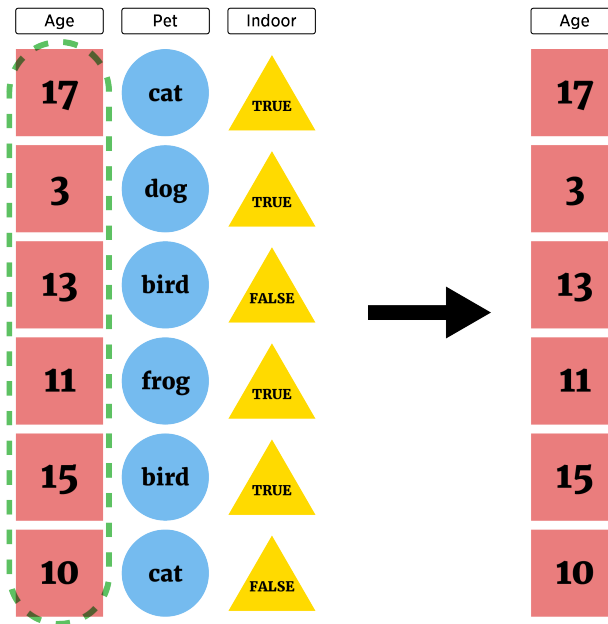 Age Pet Indoor Age
17 cat TRUE 17
3 dog TRUE 3
13 bird FALSE 13
11 frog TRUE 11
15 bird TRUE 15
10 cat FALSE 10